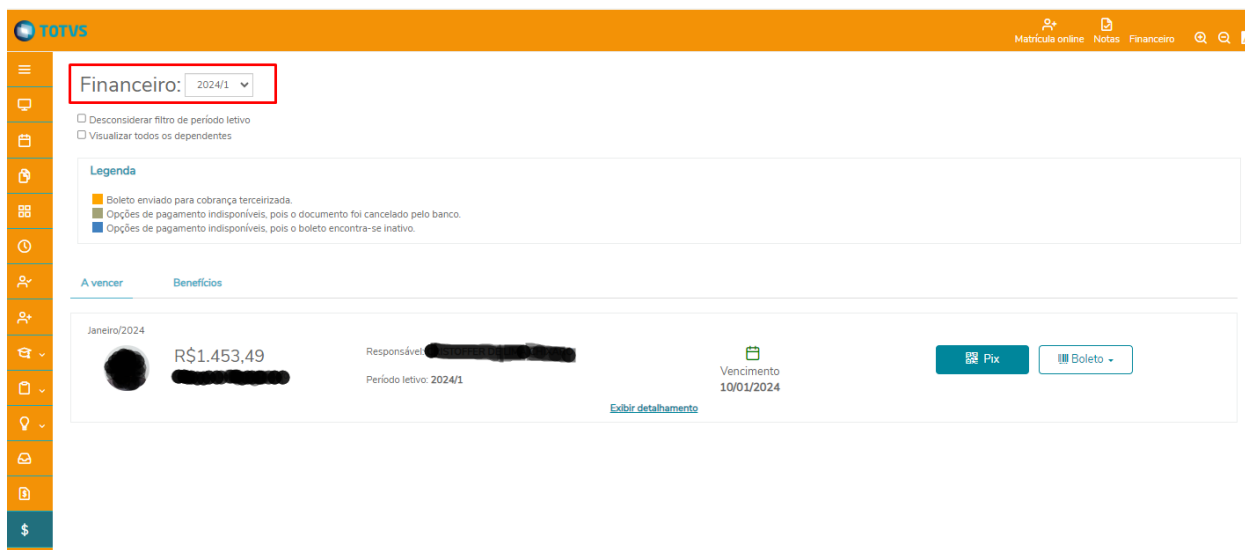 TOTVS
Matrícula online Notas Financeiro
Financeiro: 2024/1
Desconsiderar filtro de período letivo
Visualizar todos os dependentes
Legenda
Boleto enviado para cobrança terceirizada.
Opções de pagamento indisponíveis, pois o documento foi cancelado pelo banco.
Opções de pagamento indisponíveis, pois o boleto encontra-se inativo.
A vencer Benefícios
Janeiro/2024
R$1.453,49
Responsável:
Período letivo: 2024/1
Vencimento
10/01/2024
Pix Boleto
Exibir detalhamento